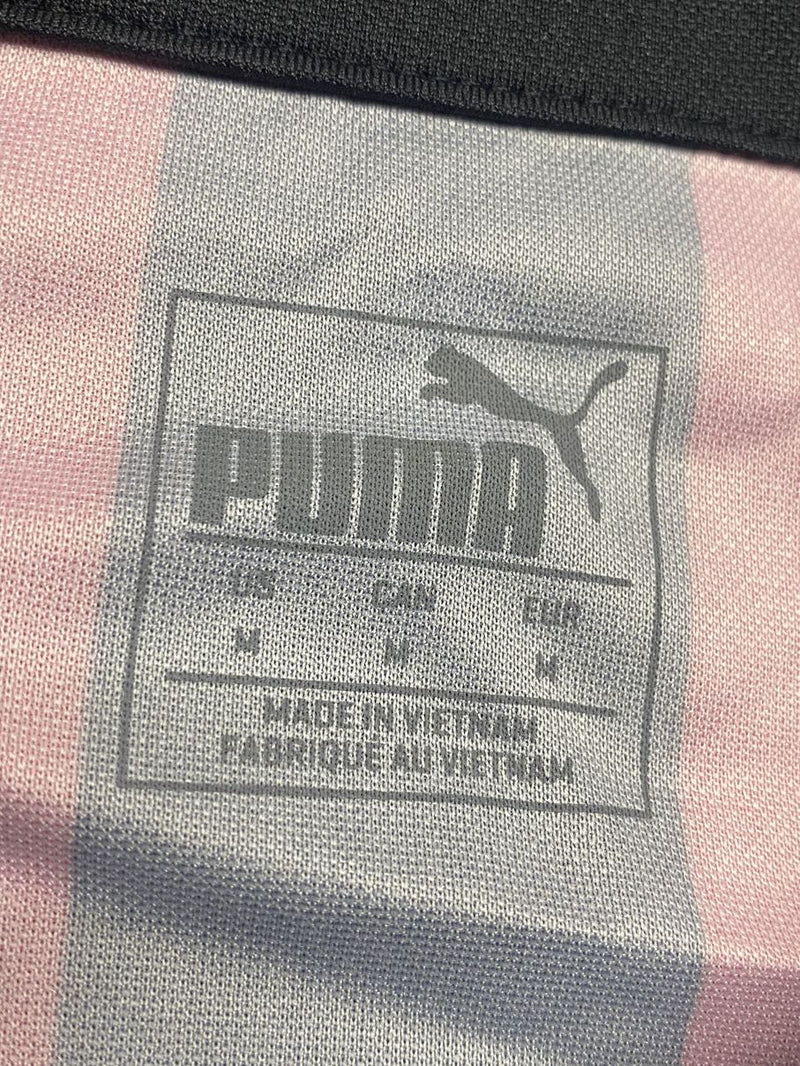 PUMA
US CAN EUR
M M M
MADE IN VIETNAM
FABRIQUE AU VIETNAM